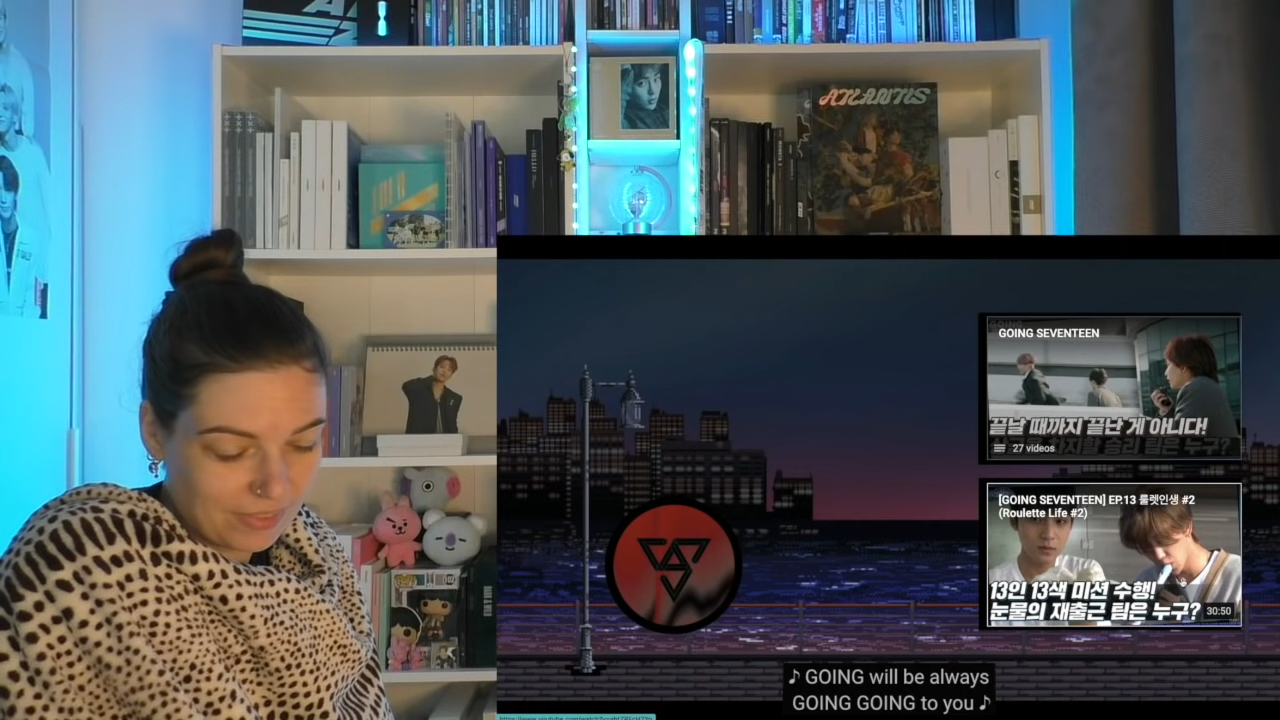 ATLANTIS
GOING SEVENTEEN
끝날 때까지 끝난 게 아니다!
27 videos
[GOING SEVENTEEN] EP.13 룰렛인생 #2
(Roulette Life #2)
13인 13색 미션 수행!
눈물의 재출근 팀은 누구?
30:50
♪ GOING will be always
GOING GOING to you ♪